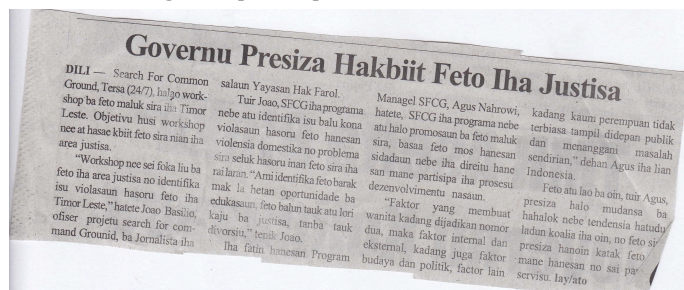 Governu Presiza Hakbiit Feto Iha Justisa
DILI — Search For Common
Ground, Tersa (24/7), halao work-
shop ba feto maluk sira iha Timor
Leste. Objetivu husi workshop
nee at hasae kbiit feto sira nian iha
area justisa.
“Workshop nee sei foka liu ba
feto iha area justisa no identifika
isu violasaun hasoru feto iha
Timor Leste,” hatete Joao Basilio,
ofiser projetu search for com-
mand Grounid, ba Jornalista iha
salaun Yayasan Hak Farol.
Tuir Joao, SFCG iha programa
nebe atu identifika isu balu kona
violasaun hasoru feto hanesan
violensia domestika no problema
sira seluk hasoru inan feto sira iha
rai laran. “Ami identifika feto barak
mak la hetan oportunidade ba
edukasaun, feto balun tauk atu lori
kaju ba justisa, tanba tauk
divorsiu,” tenik Joao.
Iha fatin hanesan Program
Managel SFCG, Agus Nahrowi,
hatete, SFCG iha programa nebe
atu halo promosaun ba feto maluk
sira, basaa feto mos hanesan
sidadaun nebe iha direitu hane
san mane partisipa iha prosesu
dezenvolvimentu nasaun.
“Faktor yang membuat
wanita kadang dijadikan nomor
dua, maka faktor internal dan
eksternal, kadang juga faktor
budaya dan politik, factor lain
kadang kaum perempuan tidak
terbiasa tampil didepan publik
dan menanggani masalah
sendirian,” dehan Agus iha lian
Indonesia.
Feto atu lao ba oin, tuir Agus,
presiza halo mudansa ba
hahalok nebe tendensia hatudu
ladun koalia iha oin, no feto
presiza hanoin katak feto
mane hanesan no sai
servisu. lay/ato